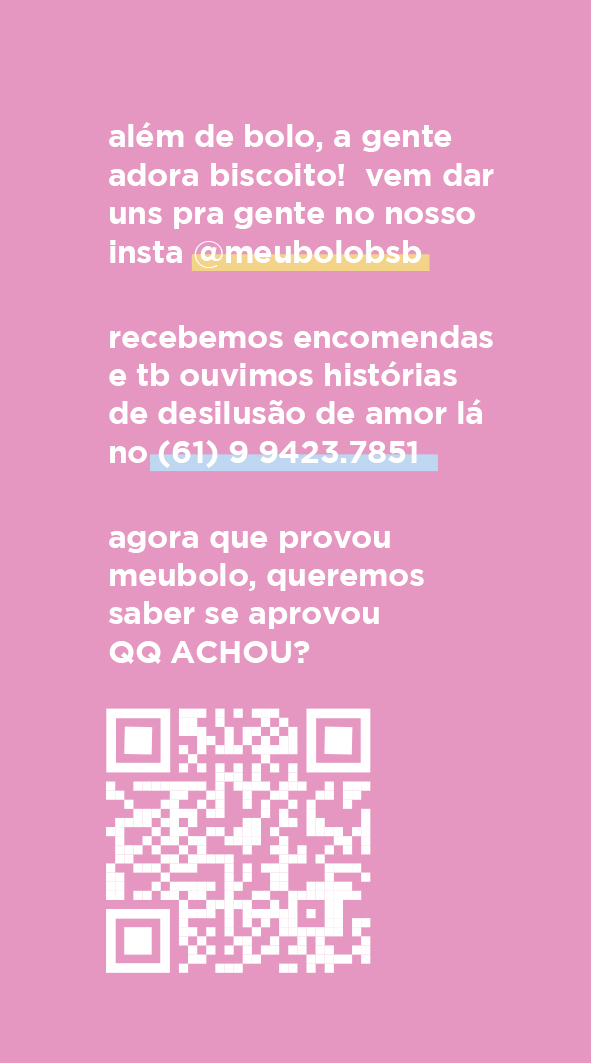 além de bolo, a gente
adora biscoito!  vem dar
uns pra gente no nosso
insta @meubolobsb
recebemos encomendas
e tb ouvimos histórias
de desilusão de amor lá
no (61) 9 9423.7851
agora que provou
meubolo, queremos
saber se aprovou
QQ ACHOU?